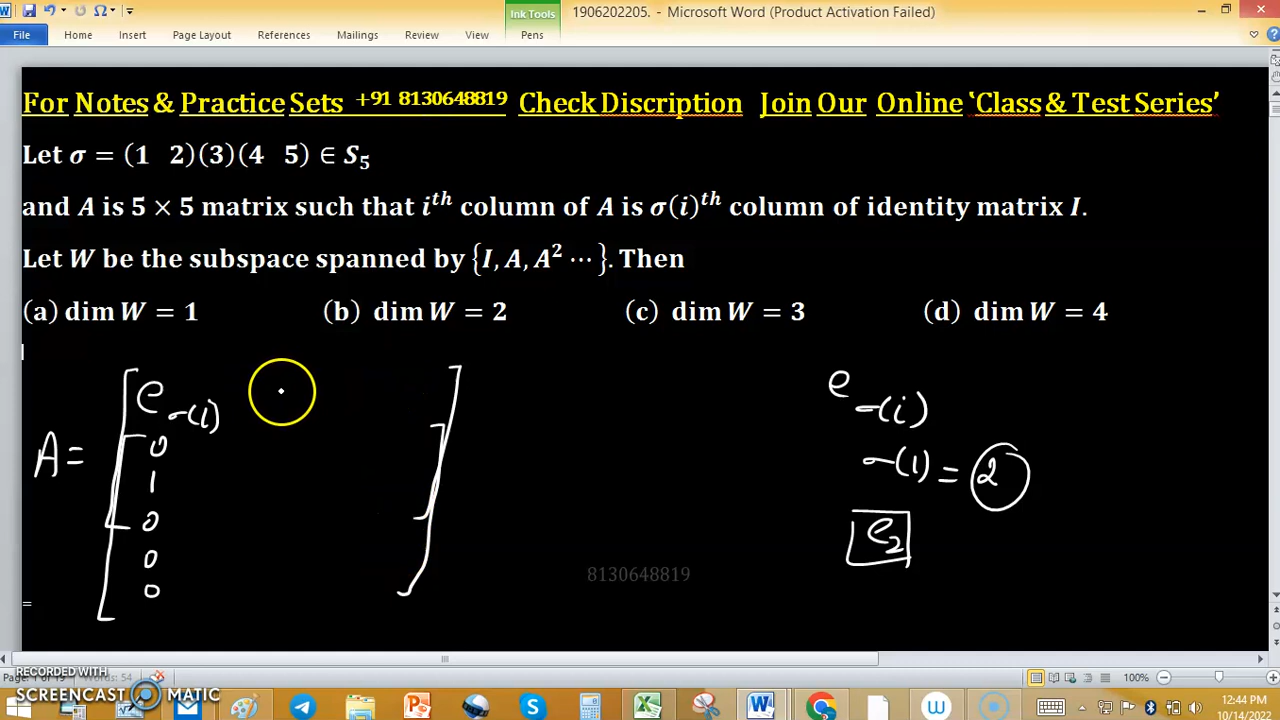 1906202205. - Microsoft Word (Product Activation Failed)
Ink Tools
File Home Insert Page Layout References Mailings Review View Pens
For Notes & Practice Sets +91 8130648819 Check Discription Join Our Online 'Class & Test Series'
Let σ = (1 2)(3)(4 5) ∈ S₅
and A is 5 × 5 matrix such that iᵗʰ column of A is σ(i)ᵗʰ column of identity matrix I.
Let W be the subspace spanned by {I, A, A² ⋯ }. Then
(a) dim W = 1 (b) dim W = 2 (c) dim W = 3 (d) dim W = 4
e σ(i)
e σ(i)
A =
0
1
0
0
0
σ(1) = 2
e₂
8130648819
=
RECORDED WITH
SCREENCAST MATIC
Words: 54
100%
12:44 PM
10/14/2022